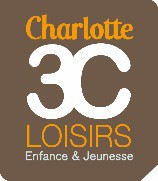 Charlotte
3C
LOISIRS
Enfance & Jeunesse